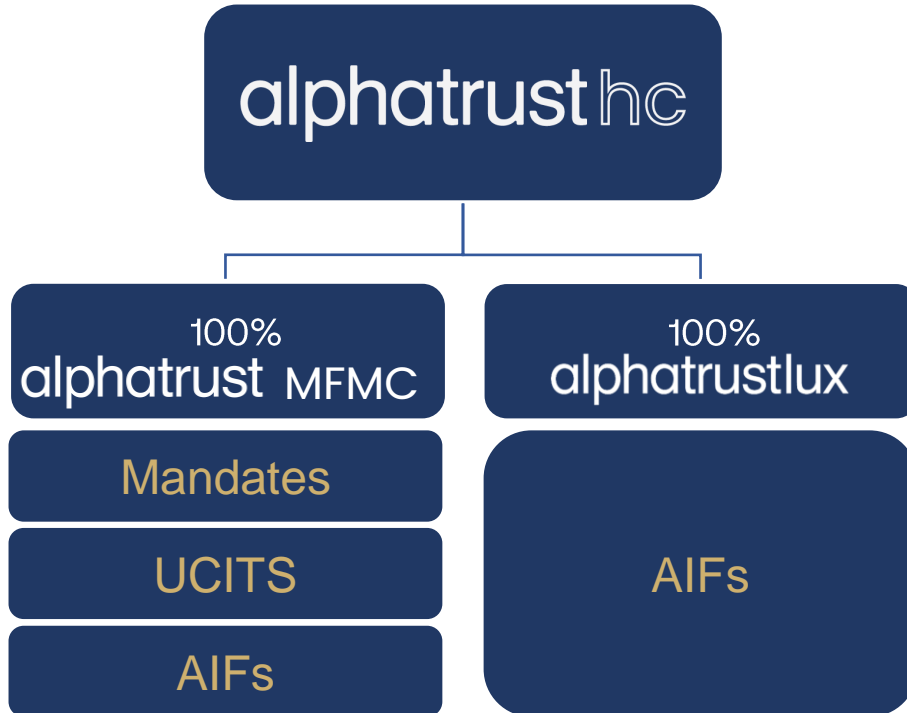 alphatrust hc
100%
alphatrust MFMC
Mandates
UCITS
AIFs
100%
alphatrustlux
AIFs